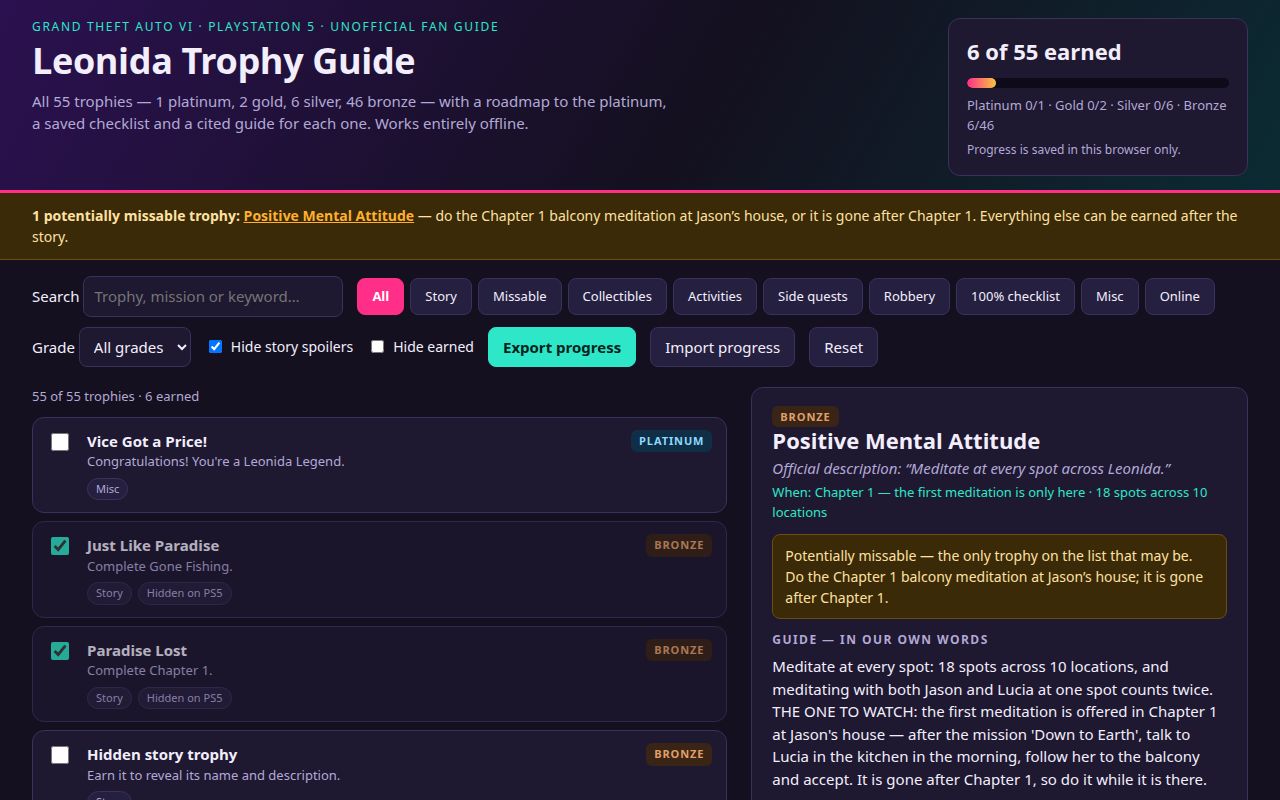 GRAND THEFT AUTO VI · PLAYSTATION 5 · UNOFFICIAL FAN GUIDE
Leonida Trophy Guide
All 55 trophies — 1 platinum, 2 gold, 6 silver, 46 bronze — with a roadmap to the platinum,
a saved checklist and a cited guide for each one. Works entirely offline.
6 of 55 earned
Platinum 0/1 · Gold 0/2 · Silver 0/6 · Bronze
6/46
Progress is saved in this browser only.
1 potentially missable trophy: Positive Mental Attitude — do the Chapter 1 balcony meditation at Jason’s house, or it is gone after Chapter 1. Everything else can be earned after the
story.
Search Trophy, mission or keyword… All Story Missable Collectibles Activities Side quests Robbery 100% checklist Misc Online
Grade All grades Hide story spoilers Hide earned Export progress Import progress Reset
55 of 55 trophies · 6 earned
Vice Got a Price! PLATINUM
Congratulations! You're a Leonida Legend.
Misc
Just Like Paradise BRONZE
Complete Gone Fishing.
Story Hidden on PS5
Paradise Lost BRONZE
Complete Chapter 1.
Story Hidden on PS5
Hidden story trophy BRONZE
Earn it to reveal its name and description.
Story
BRONZE
Positive Mental Attitude
Official description: “Meditate at every spot across Leonida.”
When: Chapter 1 — the first meditation is only here · 18 spots across 10
locations
Potentially missable — the only trophy on the list that may be.
Do the Chapter 1 balcony meditation at Jason’s house; it is gone
after Chapter 1.
GUIDE — IN OUR OWN WORDS
Meditate at every spot: 18 spots across 10 locations, and
meditating with both Jason and Lucia at one spot counts twice.
THE ONE TO WATCH: the first meditation is offered in Chapter 1
at Jason's house — after the mission 'Down to Earth', talk to
Lucia in the kitchen in the morning, follow her to the balcony
and accept. It is gone after Chapter 1, so do it while it is there.